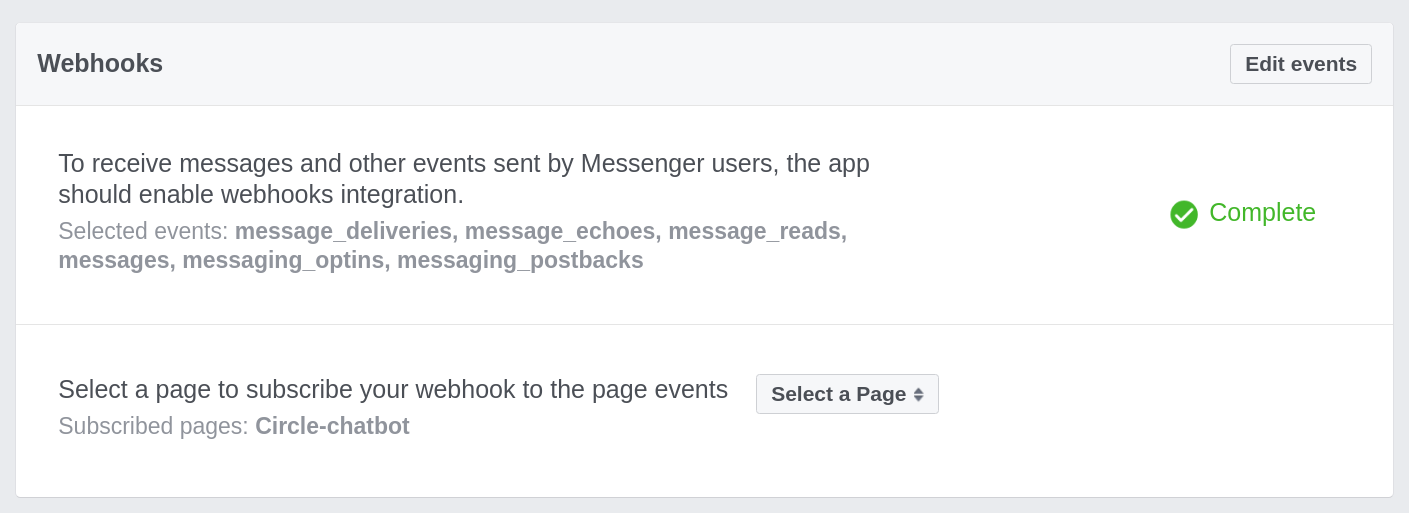 Webhooks
Edit events
To receive messages and other events sent by Messenger users, the app
should enable webhooks integration.
Selected events: message_deliveries, message_echoes, message_reads,
messages, messaging_optins, messaging_postbacks
Complete
Select a page to subscribe your webhook to the page events
Select a Page
Subscribed pages: Circle-chatbot